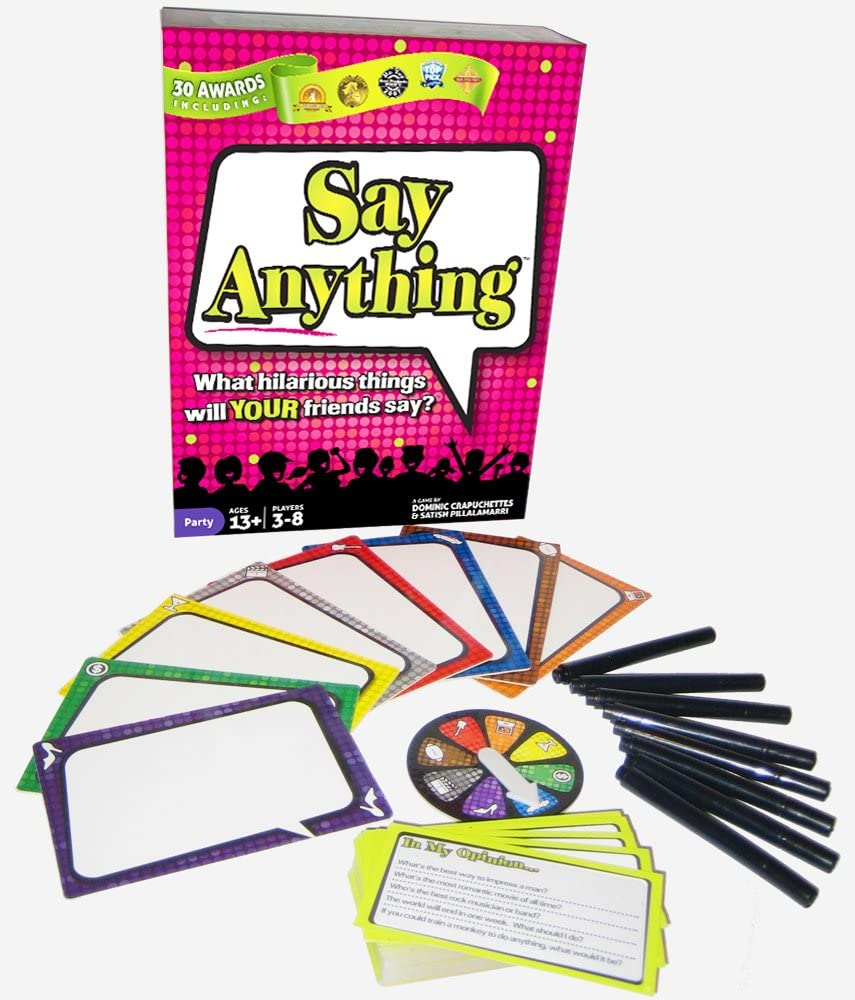 30 AWARDS
INCLUDING:
TOP
PIX
Say
Anything™
What hilarious things
will YOUR friends say?
Party
AGES
13+
PLAYERS
3-8
A GAME BY
DOMINIC CRAPUCHETTES
& SATISH PILLALAMARRI
In My Opinion...
What's the best way to impress a man?
What's the most romantic movie of all time?
Who's the best rock musician or band?
The world will end in one week. What should I do?
If you could train a monkey to do anything, what would it be?